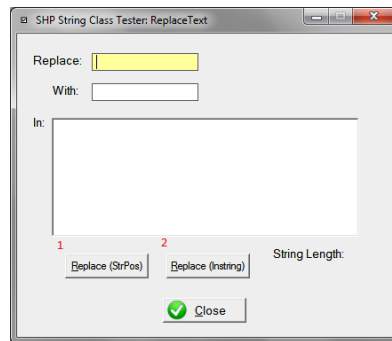 SHP String Class Tester: ReplaceText
Replace:
With:
In:
1 2
Replace (StrPos) Replace (Instring) String Length:
Close